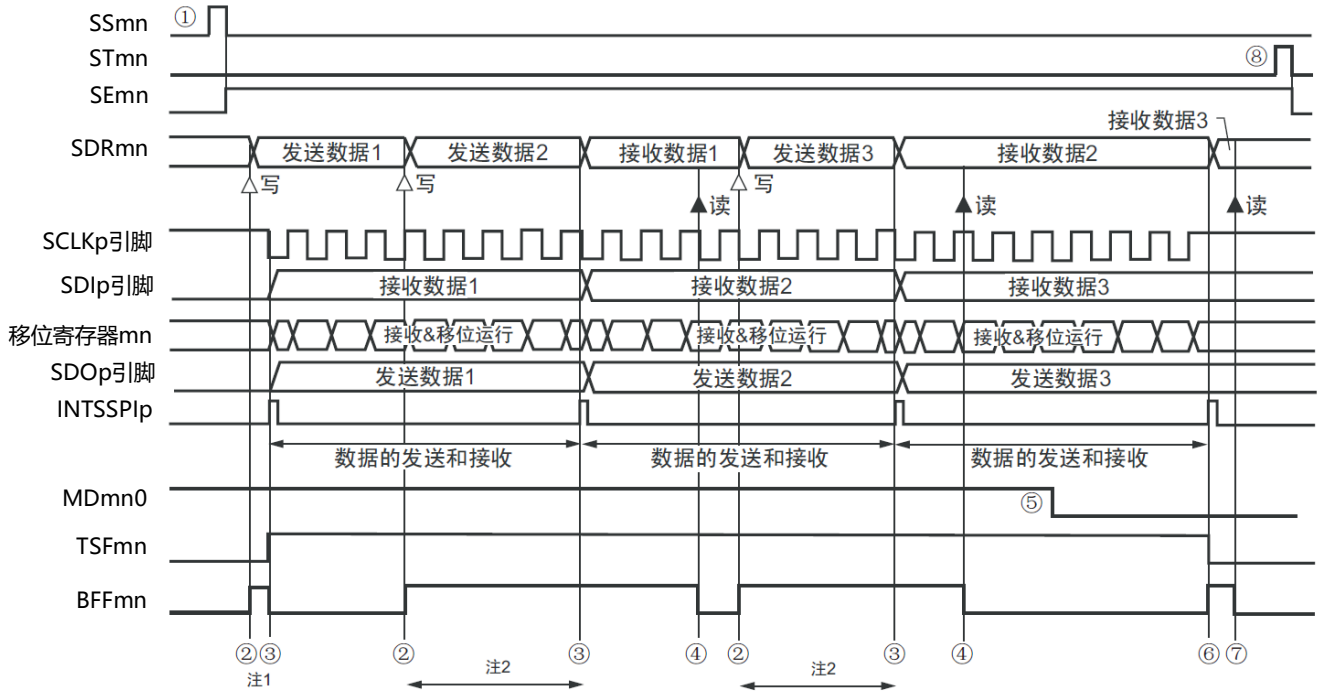 SSmn ①
STmn ⑧
SEmn
接收数据3
SDRmn 发送数据1 发送数据2 接收数据1 发送数据3 接收数据2
写 写 读 写 读 读
SCLKp引脚
SDIp引脚 接收数据1 接收数据2 接收数据3
移位寄存器mn 接收&移位运行 接收&移位运行 接收&移位运行
SDOp引脚 发送数据1 发送数据2 发送数据3
INTSSPIp
数据的发送和接收 数据的发送和接收 数据的发送和接收
MDmn0 ⑤
TSFmn
BFFmn
②③ ② ③ ④ ② ③ ④ ⑥ ⑦
注1 注2 注2